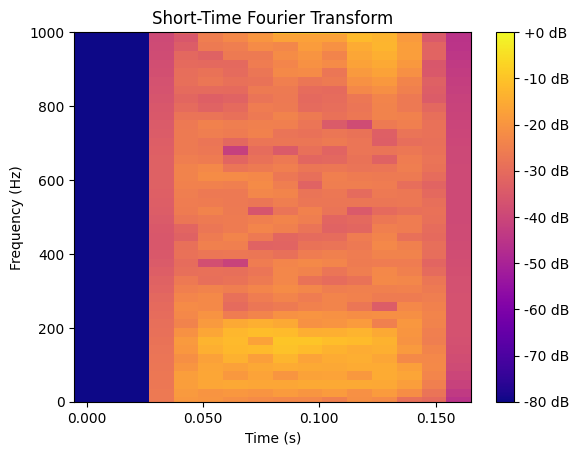 Short-Time Fourier Transform
1000
800
600
400
200
0
Frequency (Hz)
0.000
0.050
0.100
0.150
Time (s)
+0 dB
-10 dB
-20 dB
-30 dB
-40 dB
-50 dB
-60 dB
-70 dB
-80 dB